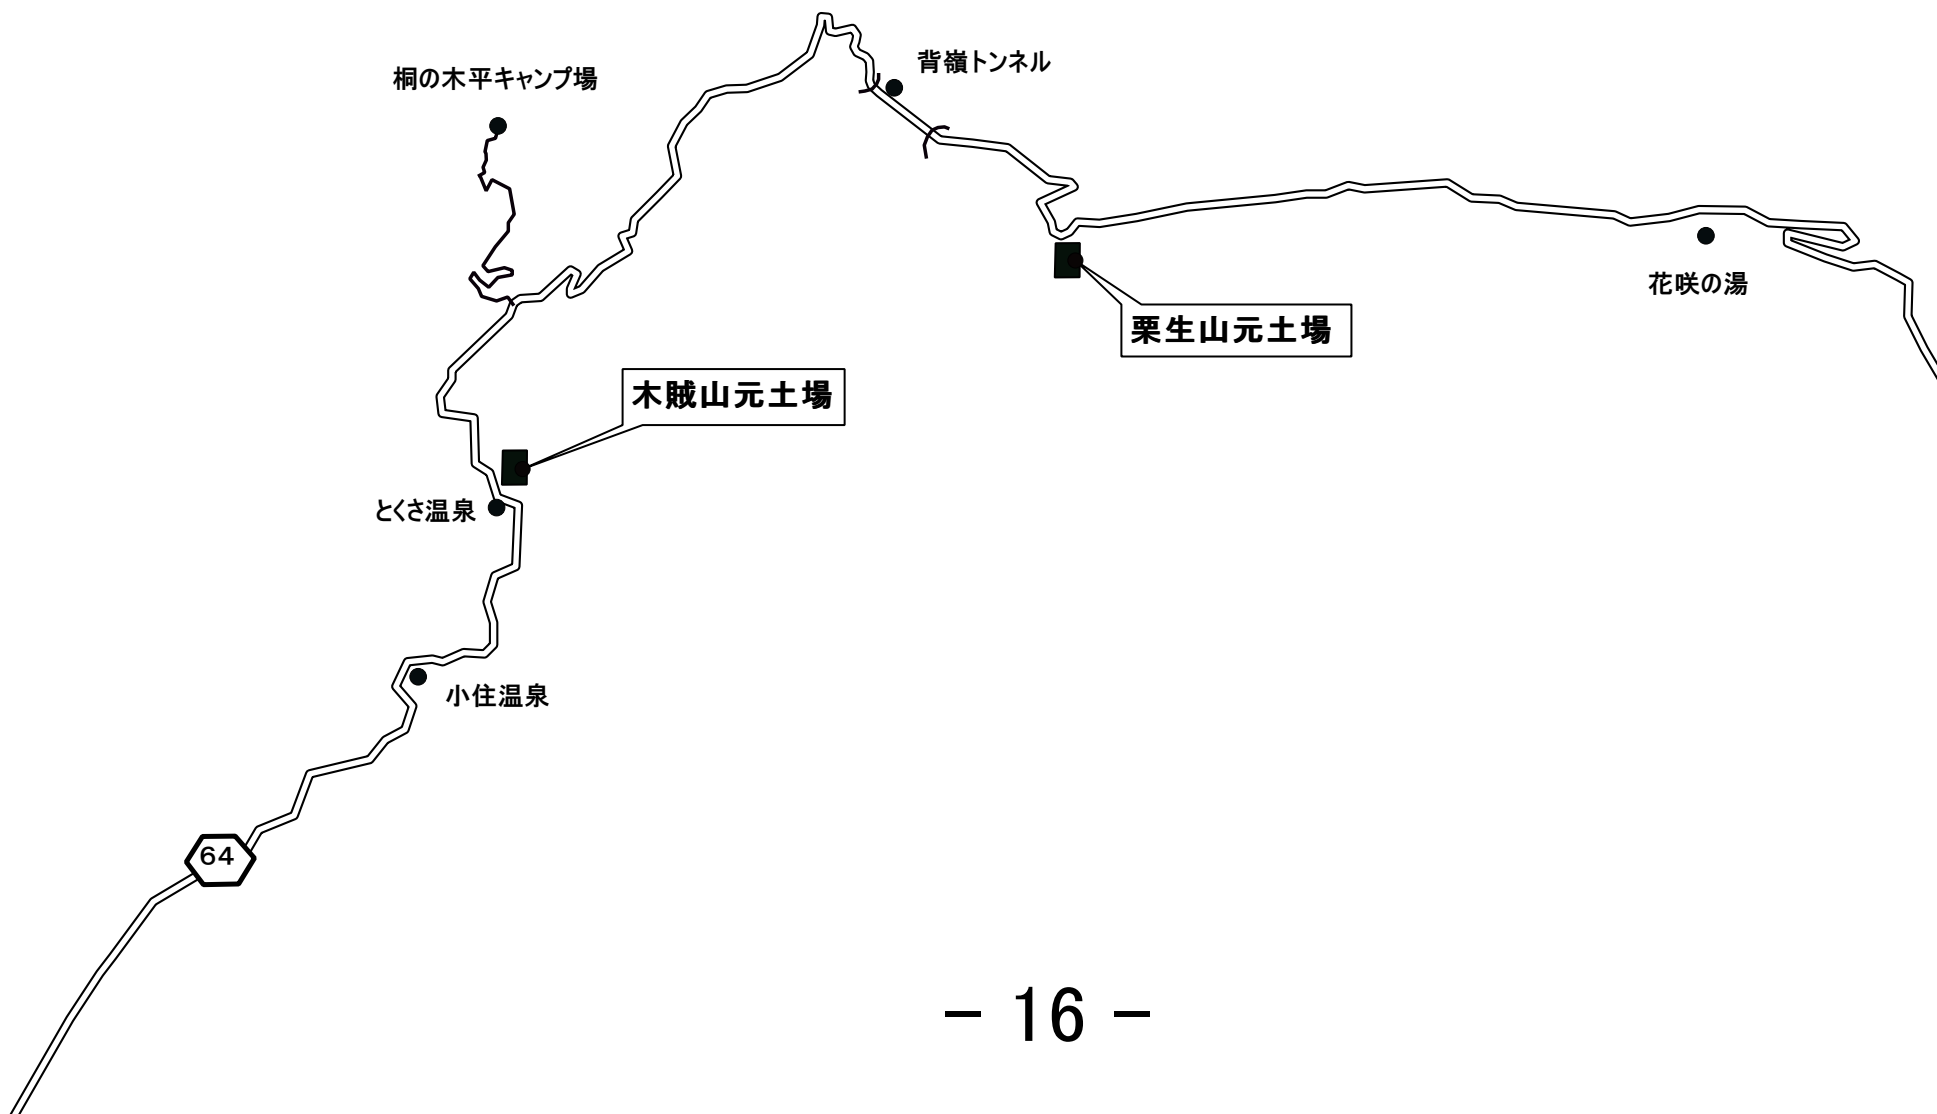 背嶺トンネル
桐の木平キャンプ場
花咲の湯
栗生山元土場
木賊山元土場
とくさ温泉
小住温泉
64
- 16 -